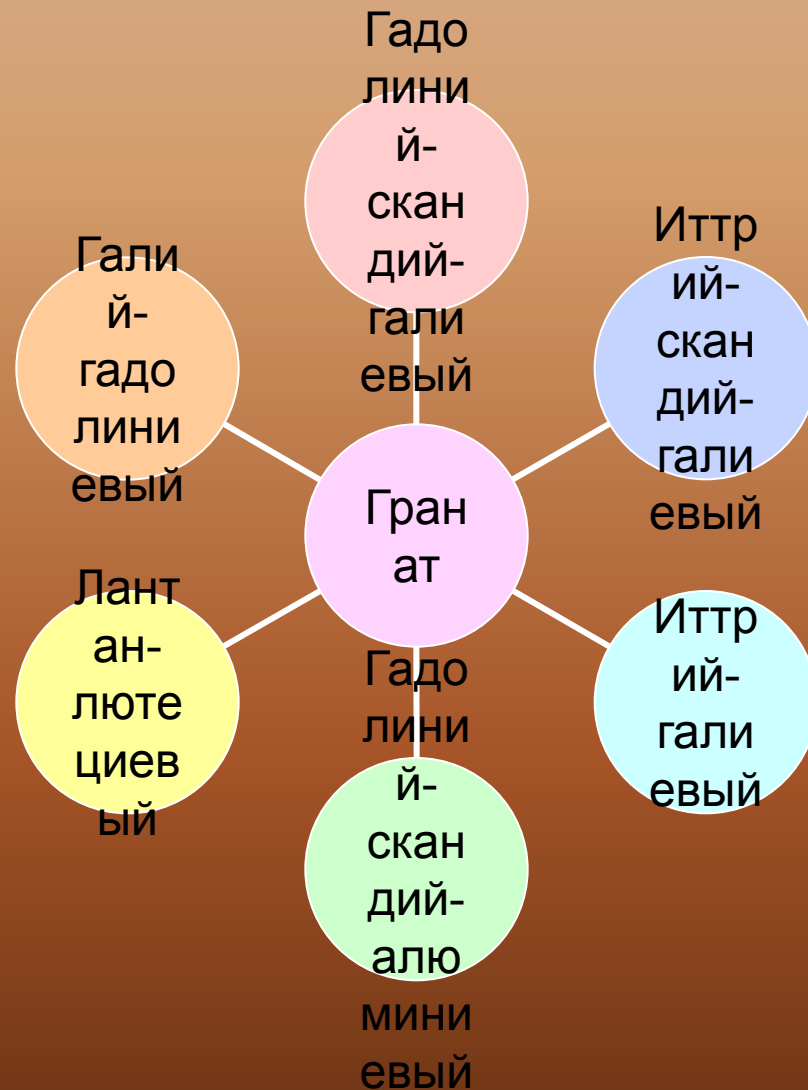 Гадо
лини
й-
скан
дий-
гали
евый
Гали
й-
гадо
лини
евый
Иттр
ий-
скан
дий-
гали
евый
Гран
ат
Лант
ан-
люте
циев
ый
Иттр
ий-
гали
евый
Гадо
лини
й-
скан
дий-
алю
мини
евый